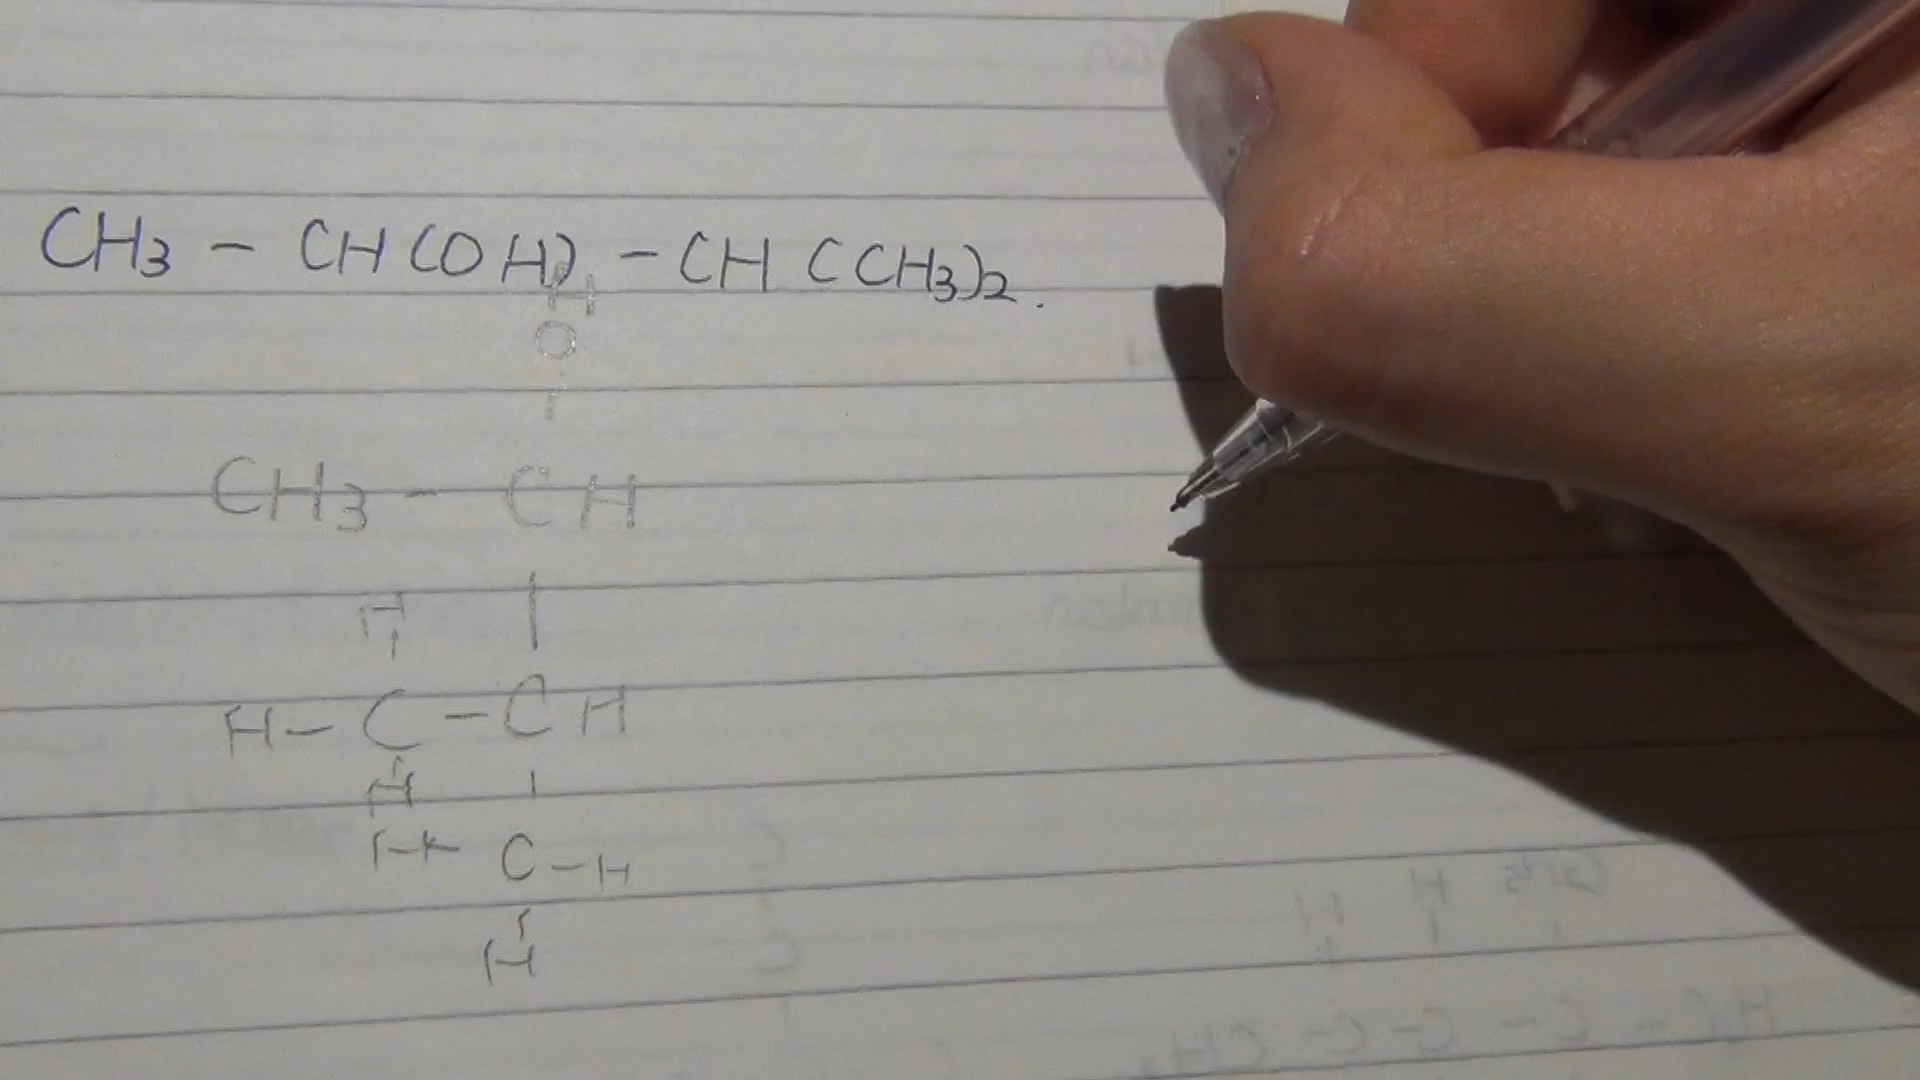 CH3 - CH(OH) - CH(CH3)2.
H
O
CH3 - CH
H
H - C - CH
H
H - C - H
H